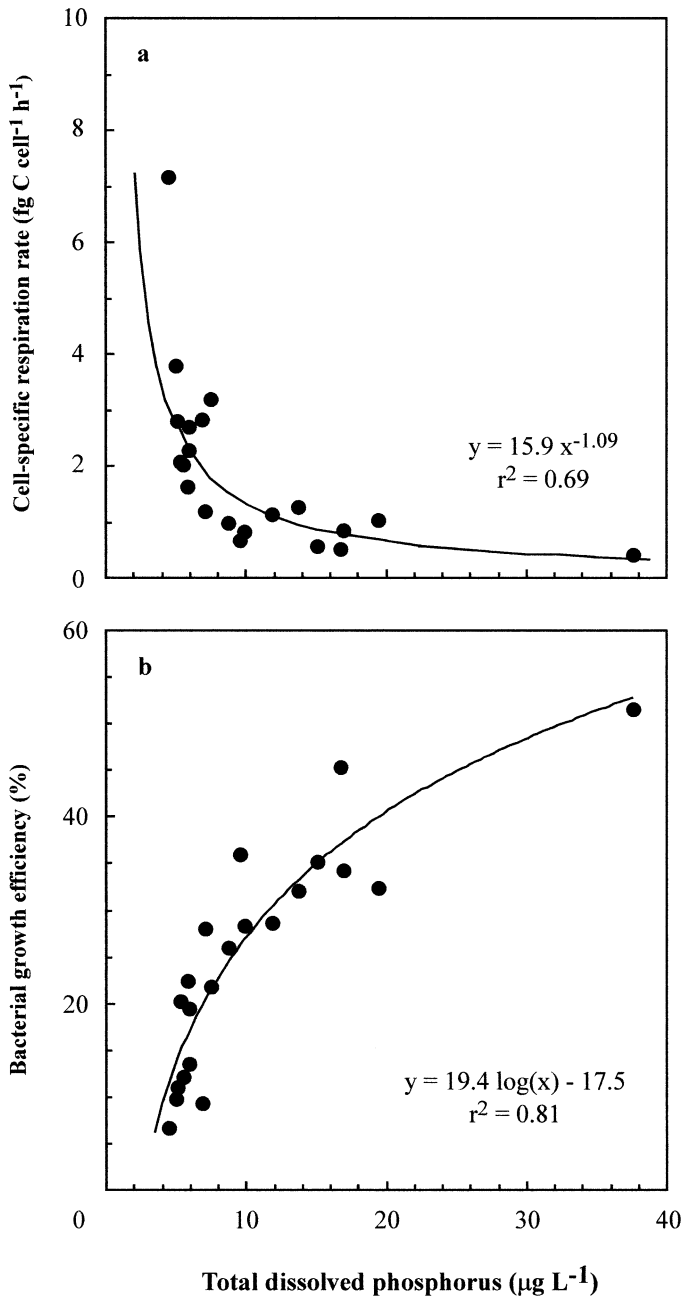 10
8
6
4
2
0
a
Cell-specific respiration rate (fg C cell⁻¹ h⁻¹)
y = 15.9 x⁻¹·⁰⁹
r² = 0.69
60
40
20
b
Bacterial growth efficiency (%)
y = 19.4 log(x) - 17.5
r² = 0.81
0 10 20 30 40
Total dissolved phosphorus (µg L⁻¹)